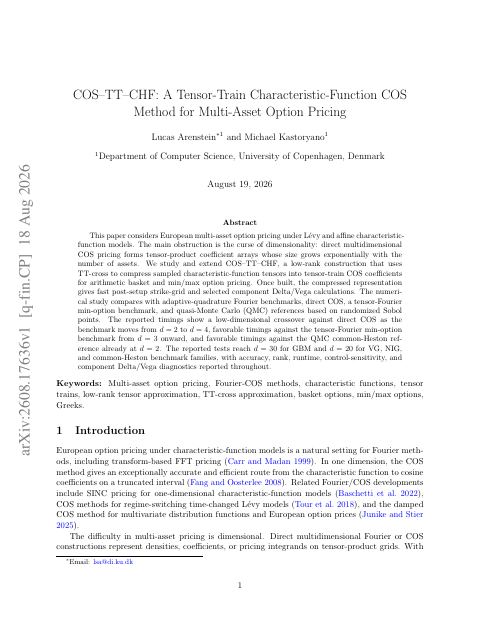 COS–TT–CHF: A Tensor-Train Characteristic-Function COS
Method for Multi-Asset Option Pricing
Lucas Arenstein*1 and Michael Kastoryano1
1Department of Computer Science, University of Copenhagen, Denmark
August 19, 2026
Abstract
This paper considers European multi-asset option pricing under Lévy and affine characteristic-
function models. The main obstruction is the curse of dimensionality: direct multidimensional
COS pricing forms tensor-product coefficient arrays whose size grows exponentially with the
number of assets. We study and extend COS–TT–CHF, a low-rank construction that uses
TT-cross to compress sampled characteristic-function tensors into tensor-train COS coefficients
for arithmetic basket and min/max option pricing. Once built, the compressed representation
gives fast post-setup strike-grid and selected component Delta/Vega calculations. The numeri-
cal study compares with adaptive-quadrature Fourier benchmarks, direct COS, a tensor-Fourier
min-option benchmark, and quasi-Monte Carlo (QMC) references based on randomized Sobol
points. The reported timings show a low-dimensional crossover against direct COS as the
benchmark moves from d = 2 to d = 4, favorable timings against the tensor-Fourier min-option
benchmark from d = 3 onward, and favorable timings against the QMC common-Heston ref-
erence already at d = 2. The reported tests reach d = 30 for GBM and d = 20 for VG, NIG,
and common-Heston benchmark families, with accuracy, rank, runtime, control-sensitivity, and
component Delta/Vega diagnostics reported throughout.
Keywords: Multi-asset option pricing, Fourier-COS methods, characteristic functions, tensor
trains, low-rank tensor approximation, TT-cross approximation, basket options, min/max options,
Greeks.
1 Introduction
European option pricing under characteristic-function models is a natural setting for Fourier meth-
ods, including transform-based FFT pricing (Carr and Madan 1999). In one dimension, the COS
method gives an exceptionally accurate and efficient route from the characteristic function to cosine
coefficients on a truncated interval (Fang and Oosterlee 2008). Related Fourier/COS developments
include SINC pricing for one-dimensional characteristic-function models (Baschetti et al. 2022),
COS methods for regime-switching time-changed Lévy models (Tour et al. 2018), and the damped
COS method for multivariate distribution functions and European option prices (Junike and Stier
2025).
The difficulty in multi-asset pricing is dimensional. Direct multidimensional Fourier or COS
constructions represent densities, coefficients, or pricing integrands on tensor-product grids. With
*Email: lsa@di.ku.dk
1
arXiv:2608.17636v1 [q-fin.CP] 18 Aug 2026